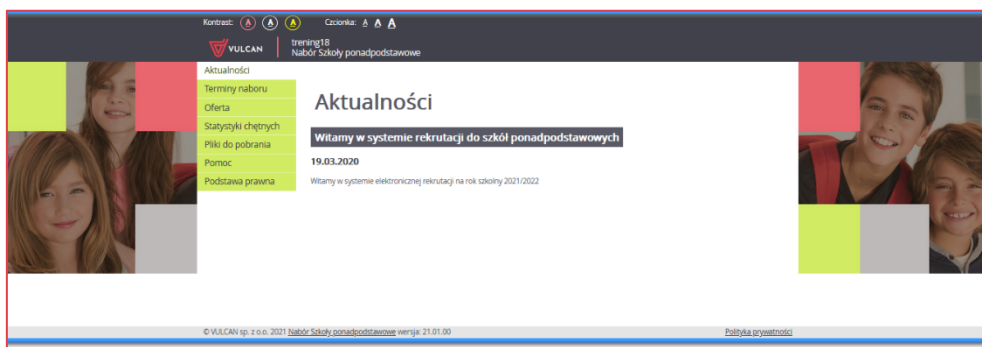 Kontrast: A A A Czcionka: A A A
VULCAN
trening18
Nabór Szkoły ponadpodstawowe
Aktualności
Terminy naboru
Oferta
Statystyki chętnych
Pliki do pobrania
Pomoc
Podstawa prawna
Aktualności
Witamy w systemie rekrutacji do szkół ponadpodstawowych
19.03.2020
Witamy w systemie elektronicznej rekrutacji na rok szkolny 2021/2022
© VULCAN sp. z o.o. 2021 Nabór Szkoły ponadpodstawowe wersja: 21.01.00 Polityka prywatności